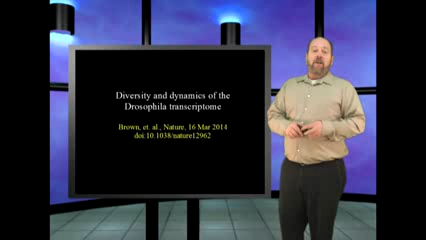 Diversity and dynamics of the
Drosophila transcriptome
Brown, et. al., Nature, 16 Mar 2014
doi:10.1038/nature12962